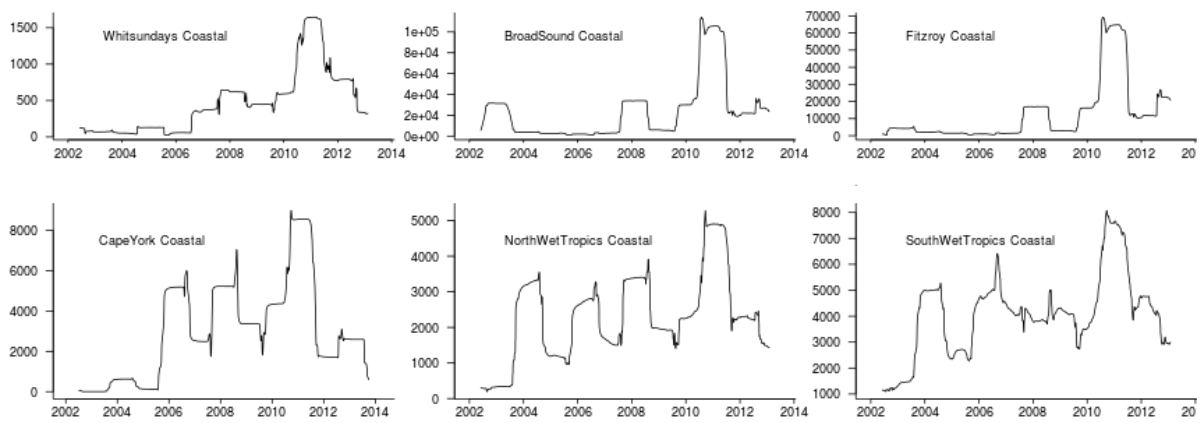 Whitsundays Coastal
1500
1000
500
0
2002 2004 2006 2008 2010 2012 2014
BroadSound Coastal
1e+05
8e+04
6e+04
4e+04
2e+04
0e+00
2002 2004 2006 2008 2010 2012 2014
Fitzroy Coastal
70000
60000
50000
40000
30000
20000
10000
0
2002 2004 2006 2008 2010 2012 201
CapeYork Coastal
8000
6000
4000
2000
0
2002 2004 2006 2008 2010 2012 2014
NorthWetTropics Coastal
5000
4000
3000
2000
1000
0
2002 2004 2006 2008 2010 2012 2014
SouthWetTropics Coastal
8000
7000
6000
5000
4000
3000
2000
1000
2002 2004 2006 2008 2010 2012 201